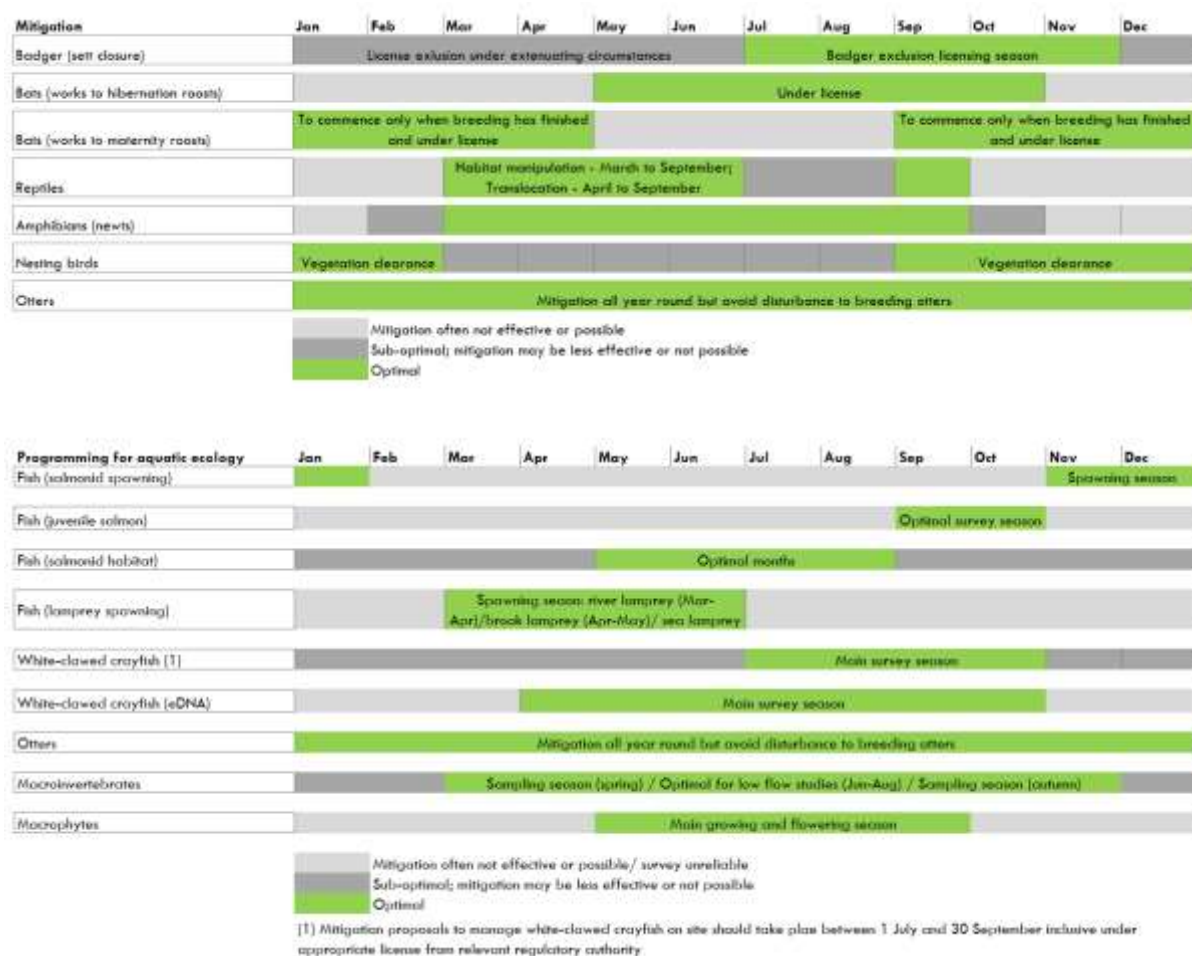 Mitigation Jan Feb Mar Apr May Jun Jul Aug Sep Oct Nov Dec
Badger (sett closure) License exlusion under extenuating circumstances Badger exclusion licensing season
Bats (works to hibernation roosts) Under license
To commence only when breeding has finished To commence only when breeding has finished
Bats (works to maternity roosts) and under license and under license
Habitat manipulation - March to September;
Reptiles Translocation - April to September
Amphibians (newts)
Nesting birds Vegetation clearance Vegetation clearance
Otters Mitigation all year round but avoid disturbance to breeding otters
Mitigation often not effective or possible
Sub-optimal; mitigation may be less effective or not possible
Optimal
Programming for aquatic ecology Jan Feb Mar Apr May Jun Jul Aug Sep Oct Nov Dec
Fish (salmonid spawning) Spawning season
Fish (juvenile salmon) Optimal survey season
Fish (salmonid habitat) Optimal months
Spawning season: river lamprey (Mar-
Fish (lamprey spawning) Apr)/brook lamprey (Apr-May)/ sea lamprey
White-clawed crayfish (1) Main survey season
White-clawed crayfish (eDNA) Main survey season
Otters Mitigation all year round but avoid disturbance to breeding otters
Macroinvertebrates Sampling season (spring) / Optimal for low flow studies (Jun-Aug) / Sampling season (autumn)
Macrophytes Main growing and flowering season
Mitigation often not effective or possible/ survey unreliable
Sub-optimal; mitigation may be less effective or not possible
Optimal
(1) Mitigation proposals to manage white-clawed crayfish on site should take plae between 1 July and 30 September inclusive under
appropriate license from relevant regulatory authority